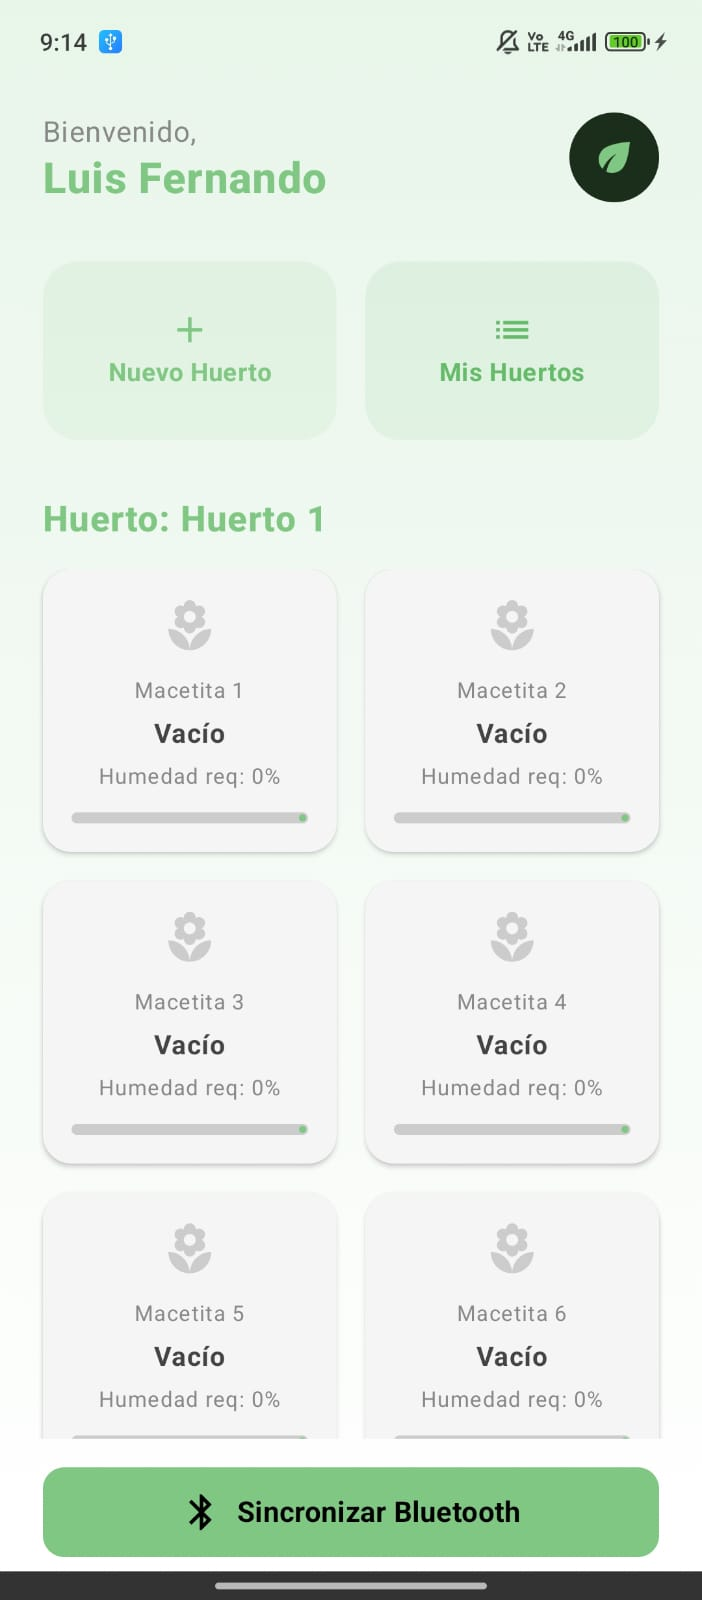 9:14
Vo LTE 4G 100
Bienvenido,
Luis Fernando
Nuevo Huerto
Mis Huertos
Huerto: Huerto 1
Macetita 1
Vacío
Humedad req: 0%
Macetita 2
Vacío
Humedad req: 0%
Macetita 3
Vacío
Humedad req: 0%
Macetita 4
Vacío
Humedad req: 0%
Macetita 5
Vacío
Humedad req: 0%
Macetita 6
Vacío
Humedad req: 0%
Sincronizar Bluetooth